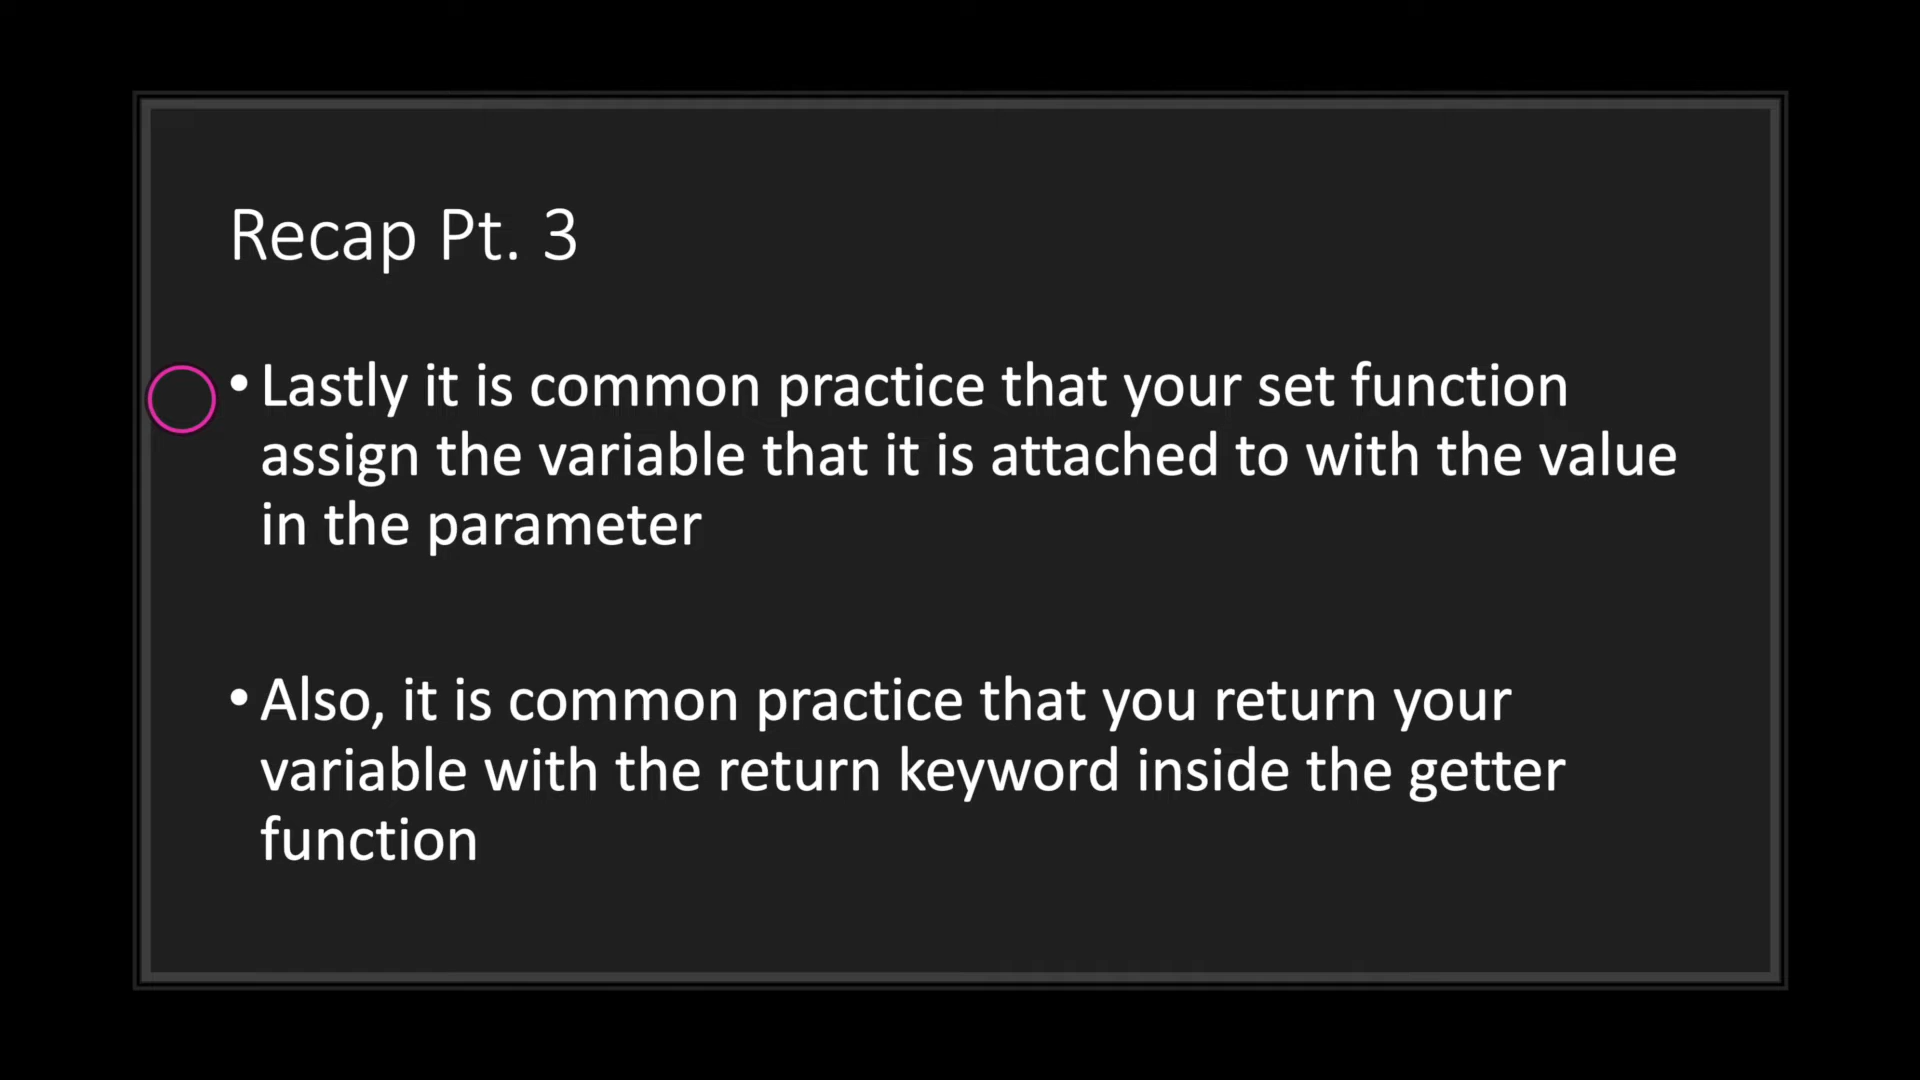 Recap Pt. 3
• Lastly it is common practice that your set function
assign the variable that it is attached to with the value
in the parameter
• Also, it is common practice that you return your
variable with the return keyword inside the getter
function